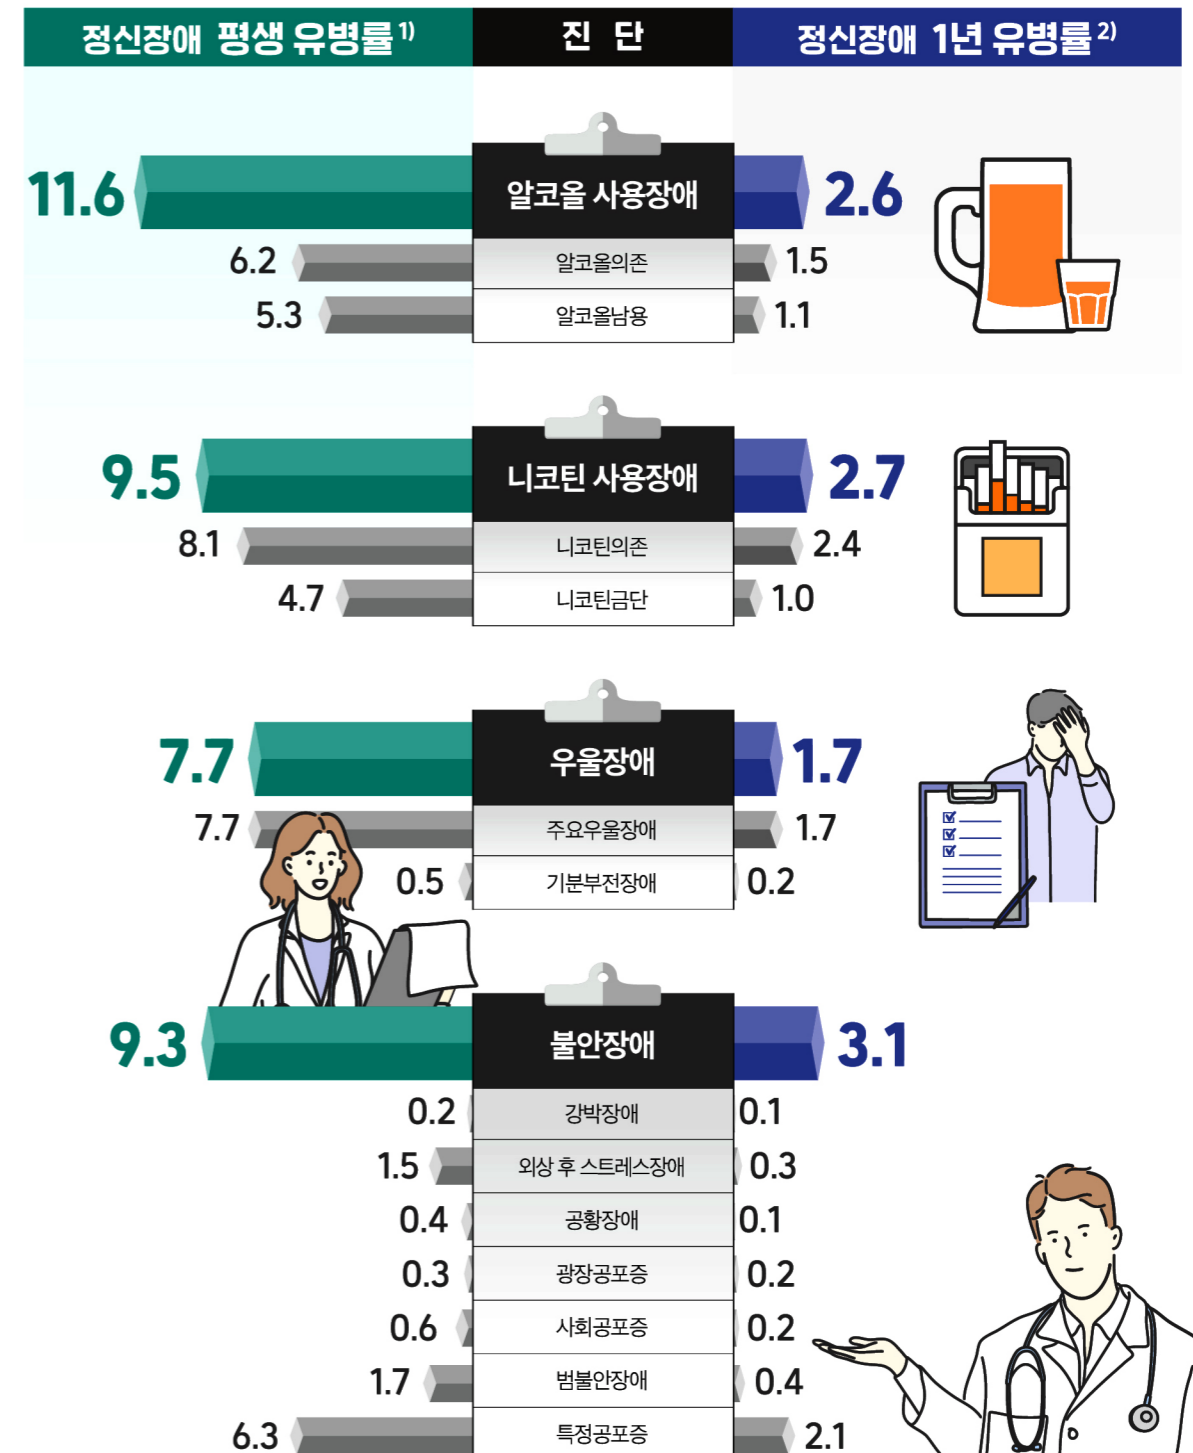 정신장애 평생 유병률 1) 진 단 정신장애 1년 유병률 2)
11.6 알코올 사용장애 2.6
6.2 알코올의존 1.5
5.3 알코올남용 1.1
9.5 니코틴 사용장애 2.7
8.1 니코틴의존 2.4
4.7 니코틴금단 1.0
7.7 우울장애 1.7
7.7 주요우울장애 1.7
0.5 기분부전장애 0.2
9.3 불안장애 3.1
0.2 강박장애 0.1
1.5 외상 후 스트레스장애 0.3
0.4 공황장애 0.1
0.3 광장공포증 0.2
0.6 사회공포증 0.2
1.7 범불안장애 0.4
6.3 특정공포증 2.1